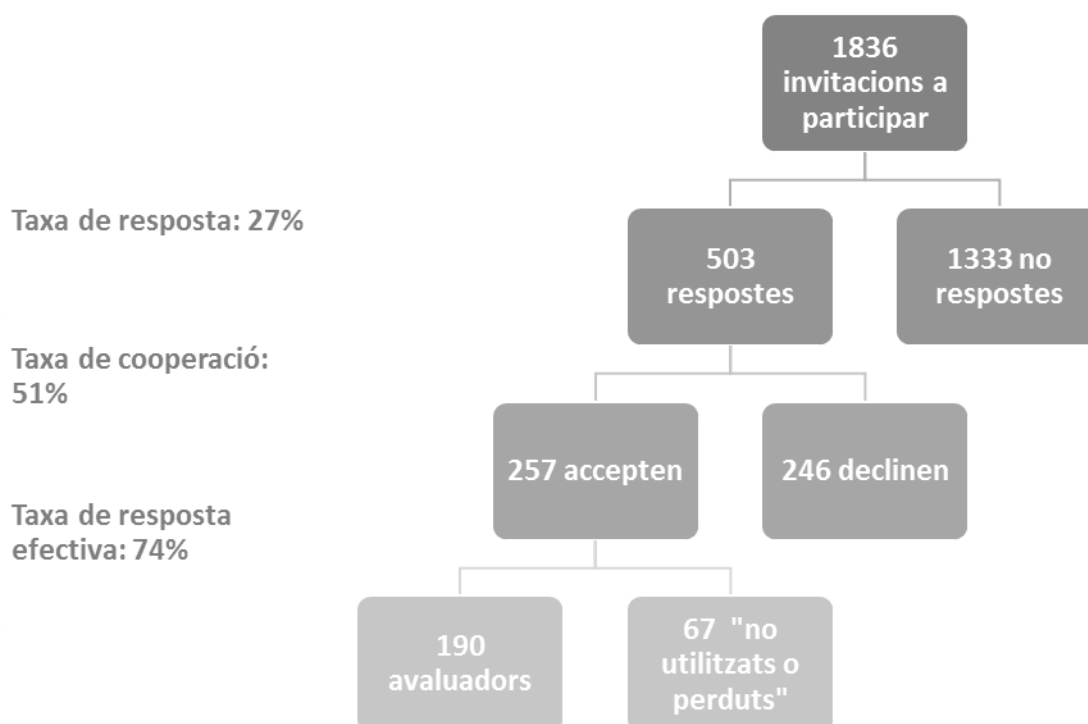 1836
invitacions a
participar
Taxa de resposta: 27%
503
respostes
1333 no
respostes
Taxa de cooperació:
51%
257 accepten
246 declinen
Taxa de resposta
efectiva: 74%
190
avaluadors
67 "no
utilitzats o
perduts"